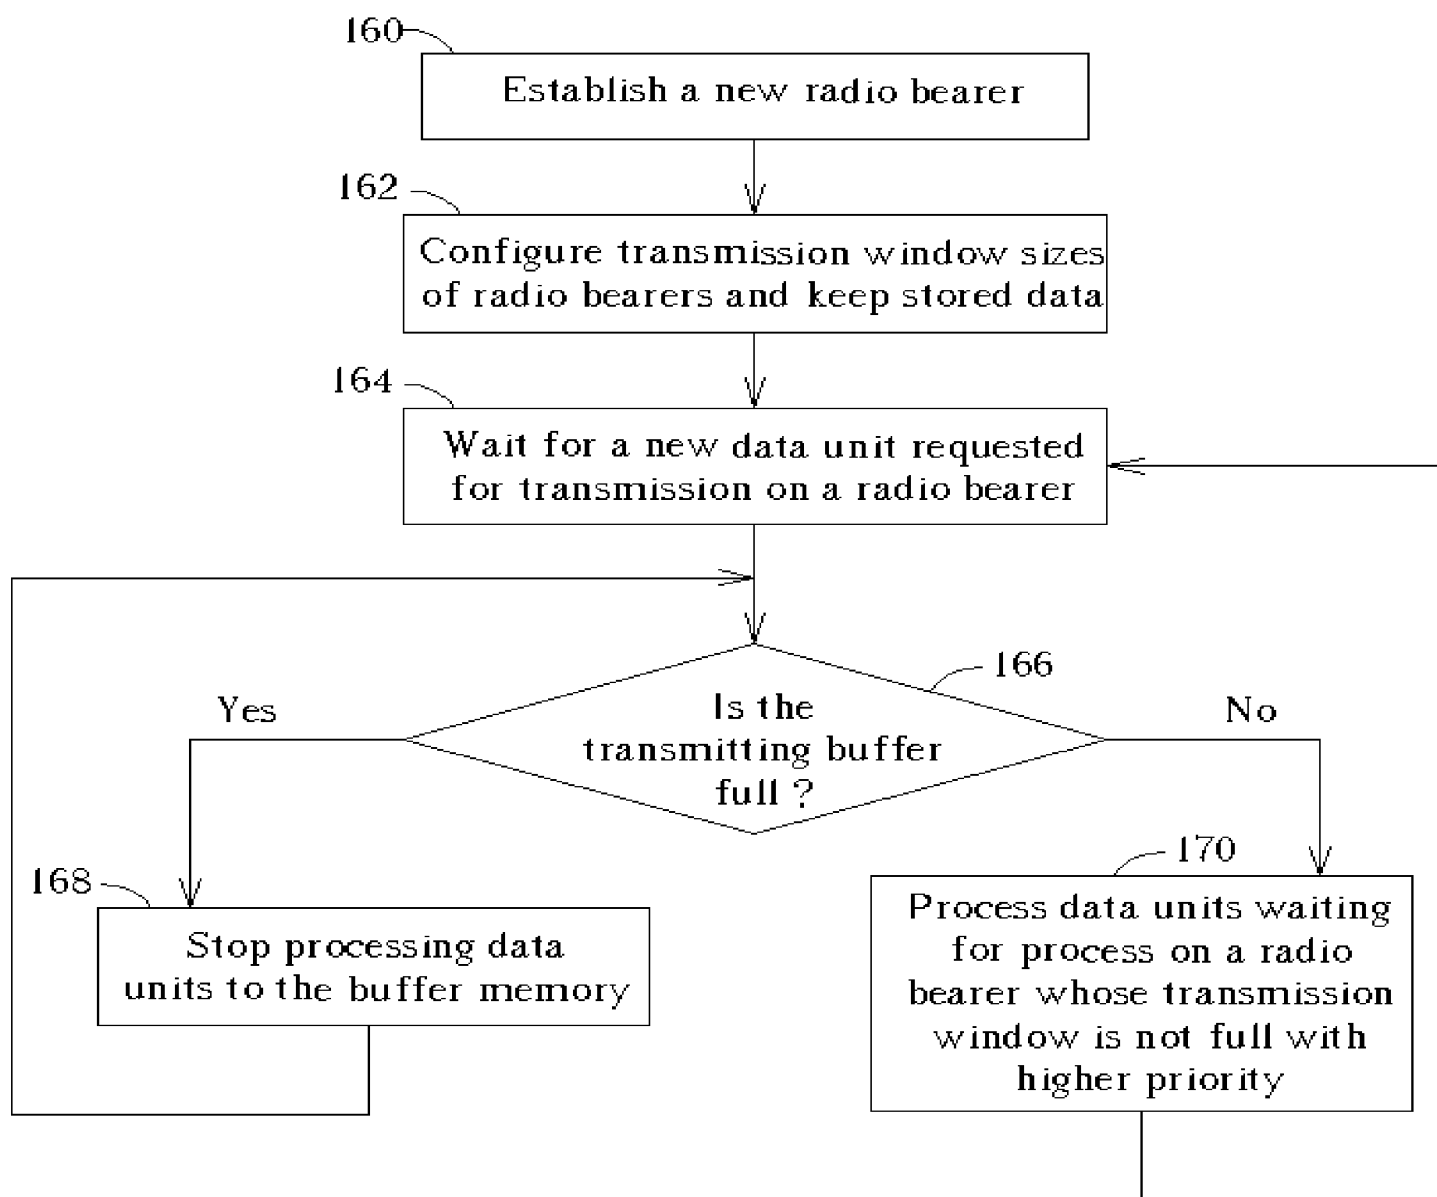 160
Establish a new radio bearer
162
Configure transmission window sizes
of radio bearers and keep stored data
164
Wait for a new data unit requested
for transmission on a radio bearer
166
Yes
Is the
transmitting buffer
full ?
No
168
Stop processing data
units to the buffer memory
170
Process data units waiting
for process on a radio
bearer whose transmission
window is not full with
higher priority